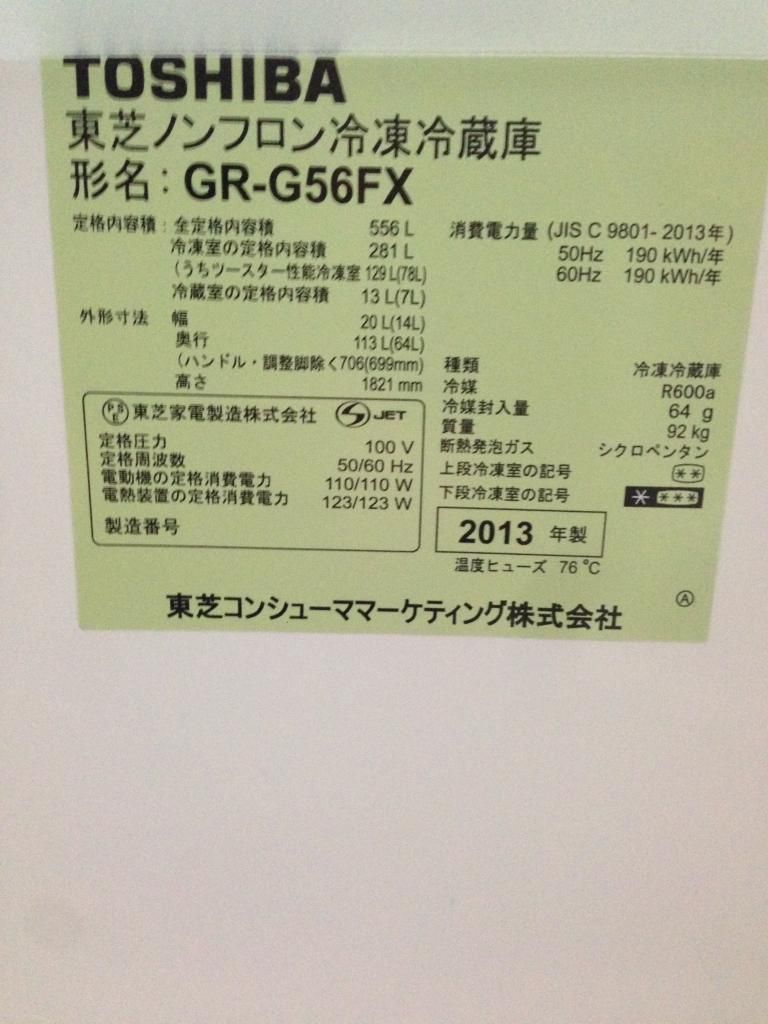 TOSHIBA
東芝ノンフロン冷凍冷蔵庫
形名: GR-G56FX
定格内容積: 全定格内容積 556 L
冷凍室の定格内容積 281 L
(うちツースター性能冷凍室 129 L(78L)
冷蔵室の定格内容積 13 L(7L)
外形寸法 幅 20 L(14L)
奥行 113 L(64L)
(ハンドル・調整脚除く706(699mm)
高さ 1821 mm
消費電力量 (JIS C 9801- 2013年)
50Hz 190 kWh/年
60Hz 190 kWh/年
種類 冷凍冷蔵庫
冷媒 R600a
冷媒封入量 64 g
質量 92 kg
断熱発泡ガス シクロペンタン
上段冷凍室の記号 **
下段冷凍室の記号 * ***
PSE 東芝家電製造株式会社 JET
定格圧力 100 V
定格周波数 50/60 Hz
電動機の定格消費電力 110/110 W
電熱装置の定格消費電力 123/123 W
製造番号
2013 年製
温度ヒューズ 76 °C
東芝コンシューママーケティング株式会社
Ⓐ